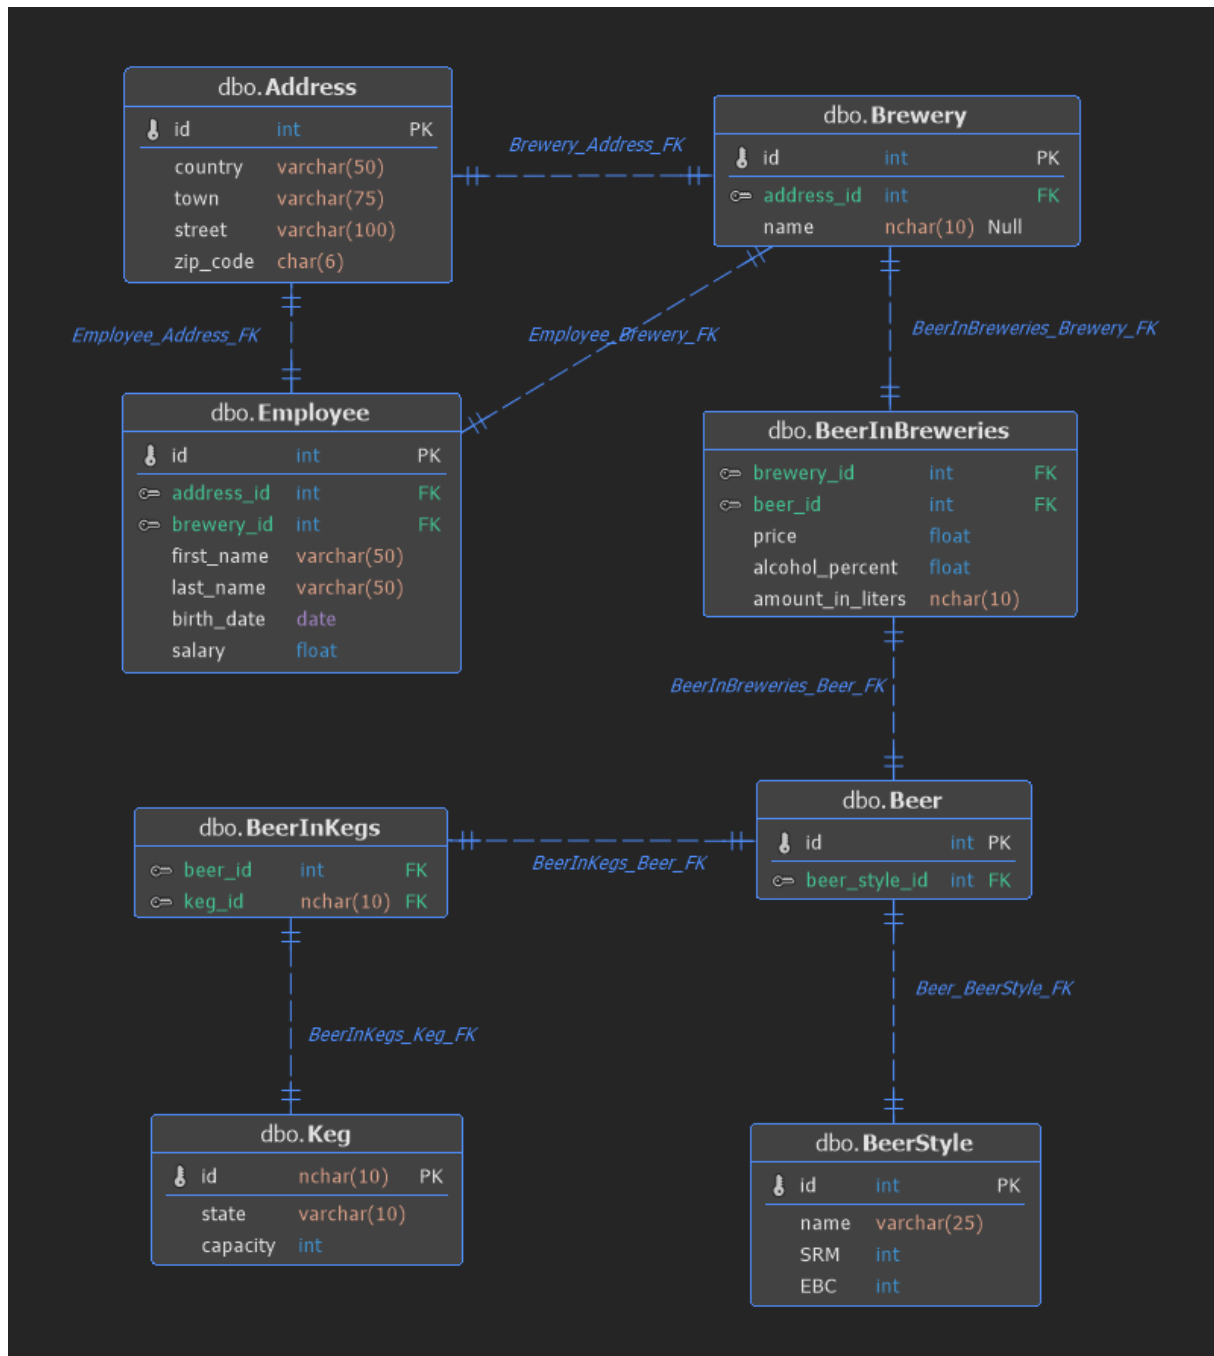 dbo.Address
id int PK
country varchar(50)
town varchar(75)
street varchar(100)
zip_code char(6)
Brewery_Address_FK
dbo.Brewery
id int PK
address_id int FK
name nchar(10) Null
Employee_Address_FK
Employee_Brewery_FK
BeerInBreweries_Brewery_FK
dbo.Employee
id int PK
address_id int FK
brewery_id int FK
first_name varchar(50)
last_name varchar(50)
birth_date date
salary float
dbo.BeerInBreweries
brewery_id int FK
beer_id int FK
price float
alcohol_percent float
amount_in_liters nchar(10)
BeerInBreweries_Beer_FK
dbo.BeerInKegs
beer_id int FK
keg_id nchar(10) FK
BeerInKegs_Beer_FK
dbo.Beer
id int PK
beer_style_id int FK
BeerInKegs_Keg_FK
Beer_BeerStyle_FK
dbo.Keg
id nchar(10) PK
state varchar(10)
capacity int
dbo.BeerStyle
id int PK
name varchar(25)
SRM int
EBC int